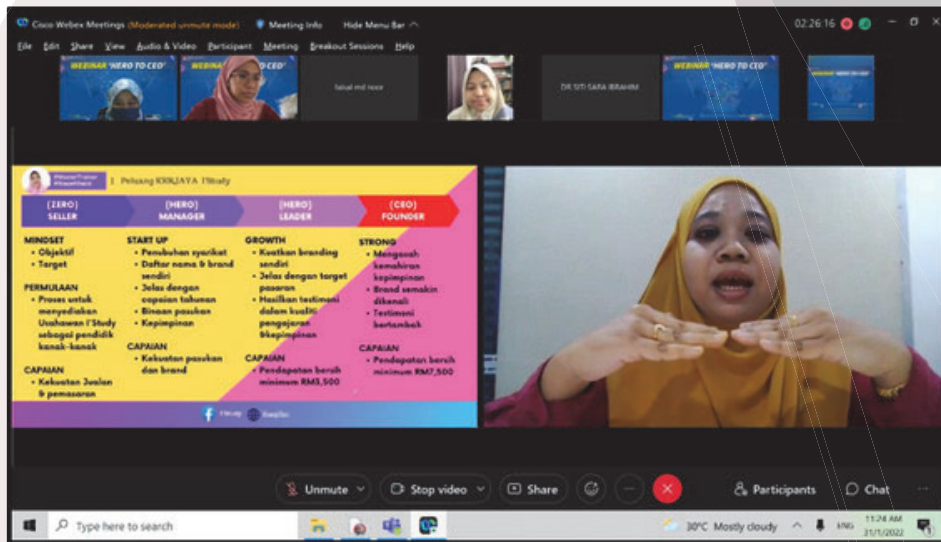 Cisco Webex Meetings (Moderated unmute mode) Meeting Info Hide Menu Bar 02:26:16
File Edit Share View Audio & Video Participant Meeting Breakout Sessions Help
WEBINAR "HERO TO CEO"
WEBINAR TO CEO"
faisal md noor
DR SITI SARA IBRAHIM
WEBINAR "HERO TO CEO"
WEBINAR "HERO TO CEO"
| Peluang KERJAYA I'Study
(ZERO)
SELLER
(HERO)
MANAGER
(HERO)
LEADER
(CEO)
FOUNDER
MINDSET
• Objektif
• Target
PERMULAAN
• Proses untuk
menyediakan
Usahawan I'Study
sebagai pendidik
kanak-kanak
CAPAIAN
• Kekuatan Jualan
& pemasaran
START UP
• Penubuhan syarikat
• Daftar nama & brand
sendiri
• Jelas dengan
capaian tahunan
• Binaan pasukan
• Kepimpinan
CAPAIAN
• Kekuatan pasukan
dan brand
GROWTH
• Kuatkan branding
sendiri
• Jelas dengan target
pasaran
• Hasilkan testimoni
dalam kualiti
pengajaran
&kepimpinan
CAPAIAN
• Pendapatan bersih
minimum RM3,500
STRONG
• Mengasah
kemahiran
kepimpinan
• Brand semakin
dikenali
• Testimoni
bertambah
CAPAIAN
• Pendapatan bersih
minimum RM7,500
I'Study
Unmute Stop video Share Participants Chat
Type here to search 30°C Mostly cloudy ENG 11:24 AM
31/1/2022